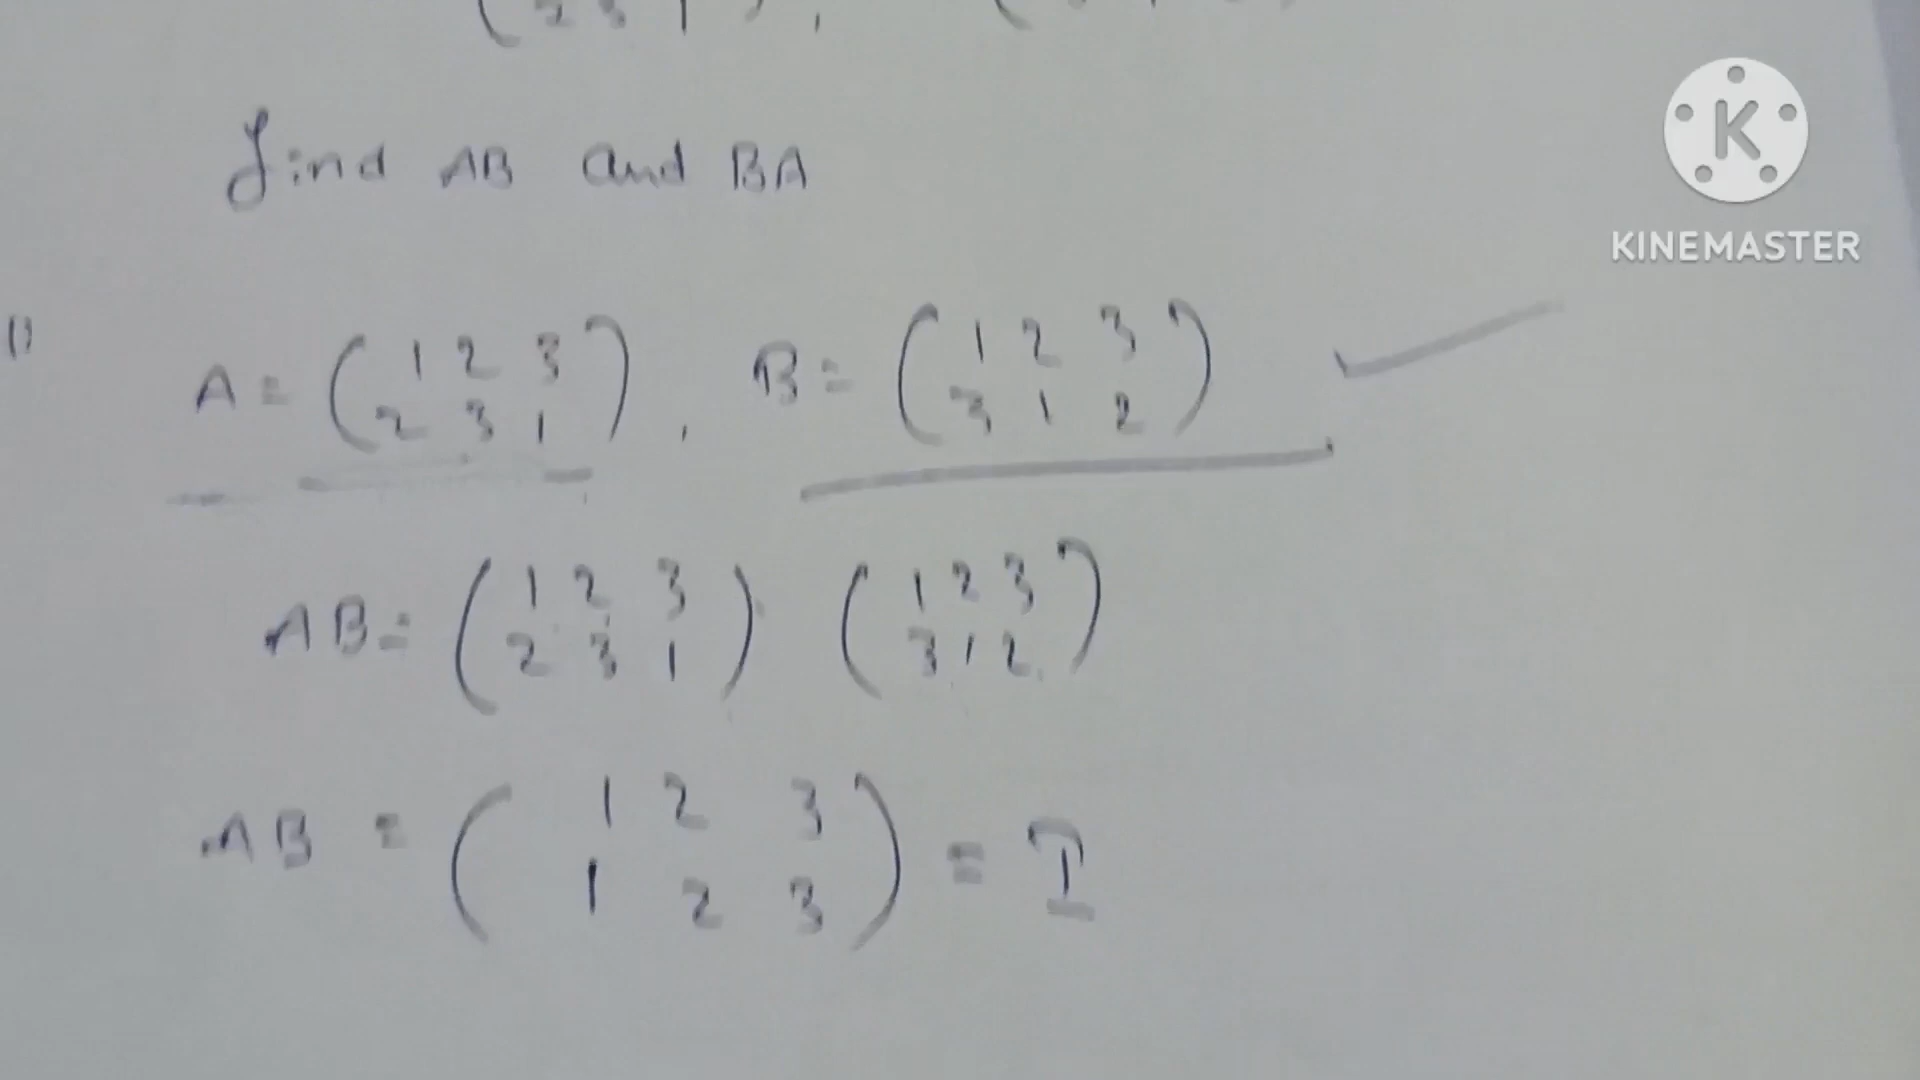 find AB and BA
1)
A = ( 1 2 3 ) , B = ( 1 2 3 )
2 3 1 3 1 2
AB = ( 1 2 3 ) ( 1 2 3 )
2 3 1 3 1 2
AB = ( 1 2 3 ) = I
1 2 3
K
KINEMASTER